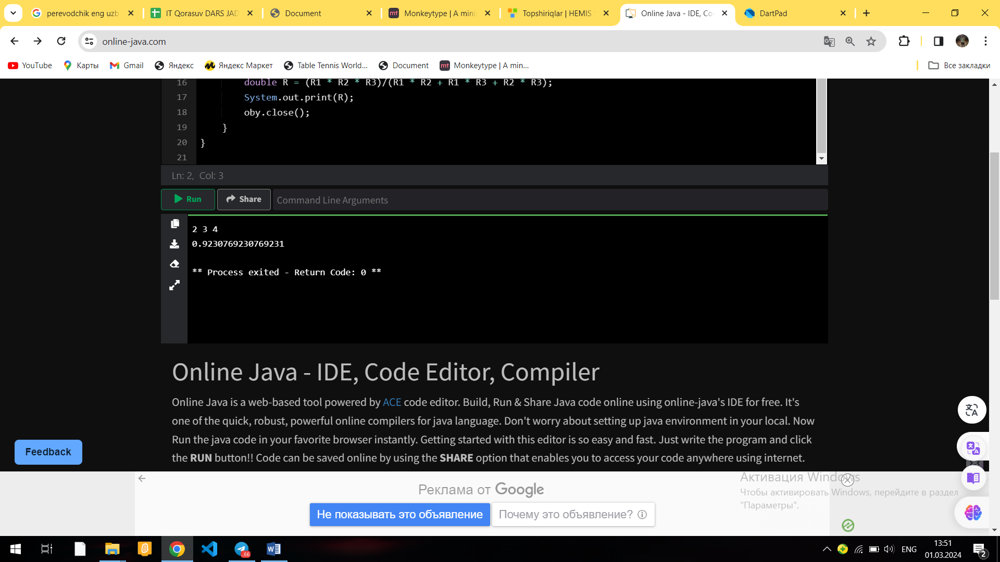 perevodchik eng uzb
IT Qorasuv DARS JAD
Document
Monkeytype | A mini
Topshiriqlar | HEMIS
Online Java - IDE, Co
DartPad
online-java.com
YouTube
Карты
Gmail
Яндекс
Яндекс Маркет
Table Tennis World...
Document
mt
Monkeytype | A min...
Все закладки
16 double R = (R1 * R2 * R3)/(R1 * R2 + R1 * R3 + R2 * R3);
17 System.out.print(R);
18 oby.close();
19 }
20 }
21
Ln: 2, Col: 3
Run
Share
Command Line Arguments
2 3 4
0.9230769230769231
** Process exited - Return Code: 0 **
Online Java - IDE, Code Editor, Compiler
Online Java is a web-based tool powered by ACE code editor. Build, Run & Share Java code online using online-java's IDE for free. It's
one of the quick, robust, powerful online compilers for java language. Don't worry about setting up java environment in your local. Now
Run the java code in your favorite browser instantly. Getting started with this editor is so easy and fast. Just write the program and click
the RUN button!! Code can be saved online by using the SHARE option that enables you to access your code anywhere using internet.
Feedback
Реклама от Google
Не показывать это объявление
Почему это объявление?
Активация Windows
Чтобы активировать Windows, перейдите в раздел
"Параметры".
66
ENG
13:51
01.03.2024
2